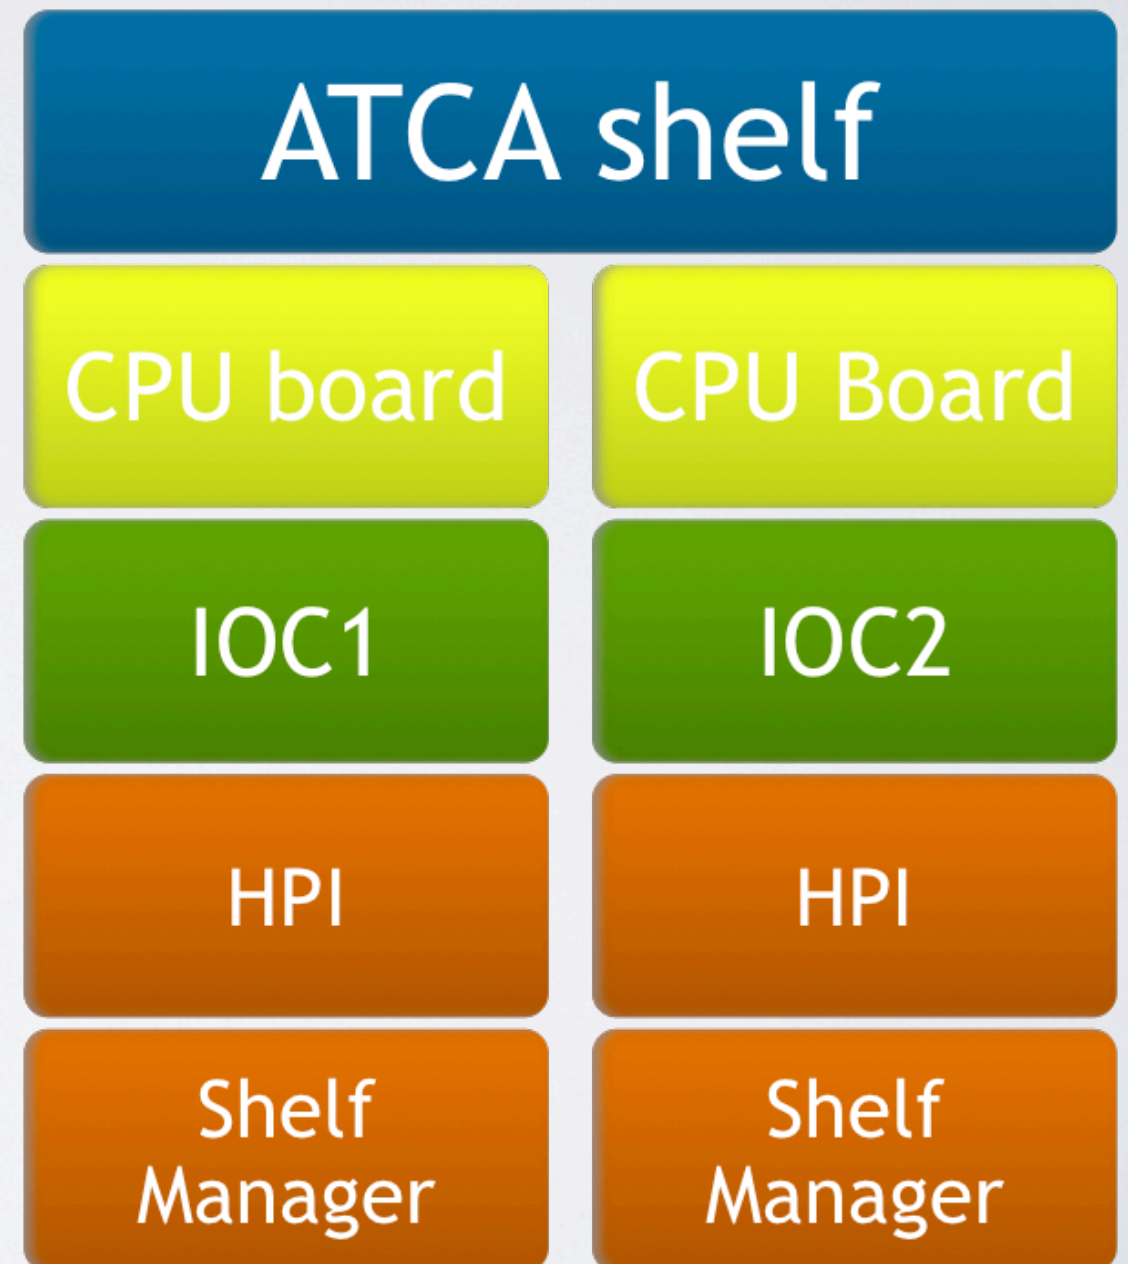 ATCA shelf
CPU board
CPU Board
IOC1
IOC2
HPI
HPI
Shelf
Manager
Shelf
Manager